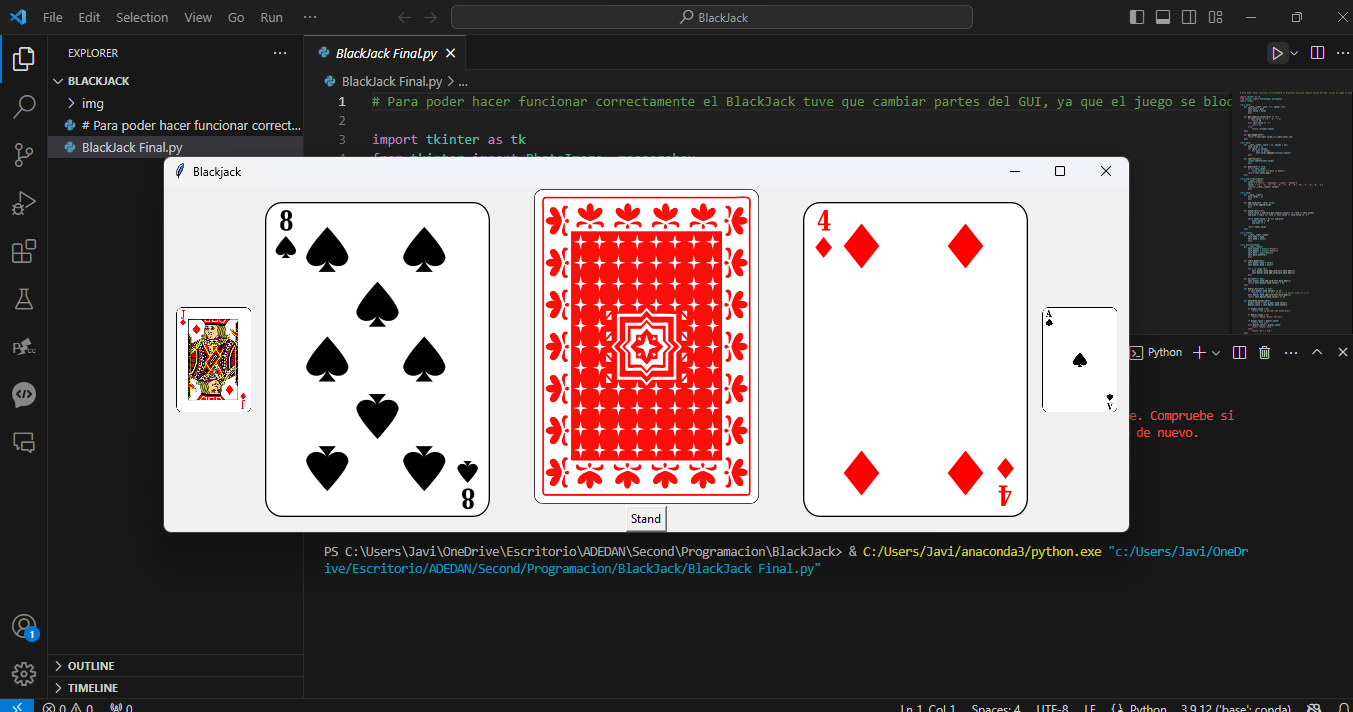 File Edit Selection View Go Run ···
BlackJack
EXPLORER
BLACKJACK
img
# Para poder hacer funcionar correct...
BlackJack Final.py
OUTLINE
TIMELINE
BlackJack Final.py
BlackJack Final.py > ...
1 # Para poder hacer funcionar correctamente el BlackJack tuve que cambiar partes del GUI, ya que el juego se bloc
2
3 import tkinter as tk
Blackjack
J
J
8
8
4
4
A
A
Stand
Python
e. Compruebe si
de nuevo.
PS C:\Users\Javi\OneDrive\Escritorio\ADEDAN\Second\Programacion\BlackJack> & C:/Users/Javi/anaconda3/python.exe "c:/Users/Javi/OneDr
ive/Escritorio/ADEDAN/Second/Programacion/BlackJack/BlackJack Final.py"
1
0 0 0
Ln 1, Col 1 Spaces: 4 UTF-8 LF Python 3.9.12 ('base': conda)